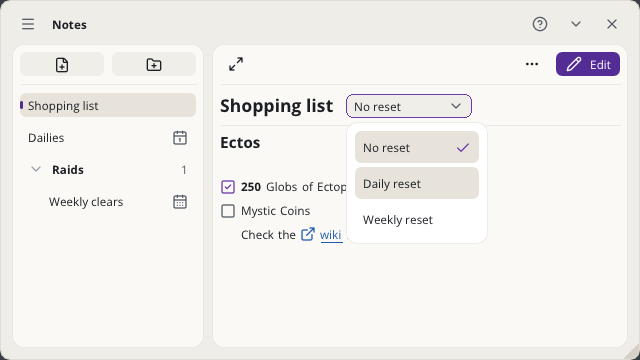 Notes
Edit
Shopping list
Dailies
Raids 1
Weekly clears
Shopping list No reset
Ectos
250 Globs of Ectop
Mystic Coins
Check the wiki
No reset
Daily reset
Weekly reset